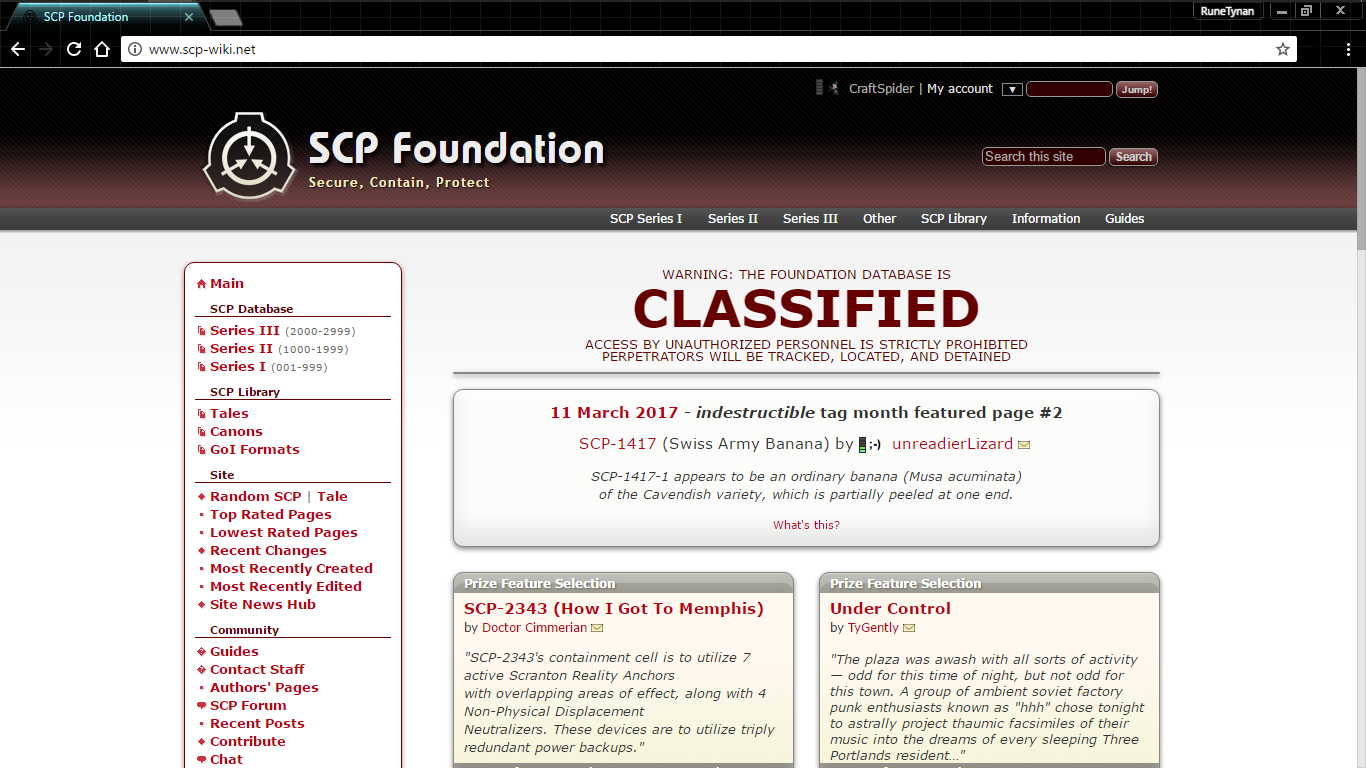 SCP Foundation
RuneTynan
www.scp-wiki.net
CraftSpider | My account ▼ Jump!
SCP Foundation
Secure, Contain, Protect
Search this site Search
SCP Series I Series II Series III Other SCP Library Information Guides
Main
SCP Database
Series III (2000-2999)
Series II (1000-1999)
Series I (001-999)
SCP Library
Tales
Canons
GoI Formats
Site
Random SCP | Tale
Top Rated Pages
Lowest Rated Pages
Recent Changes
Most Recently Created
Most Recently Edited
Site News Hub
Community
Guides
Contact Staff
Authors' Pages
SCP Forum
Recent Posts
Contribute
Chat
WARNING: THE FOUNDATION DATABASE IS
CLASSIFIED
ACCESS BY UNAUTHORIZED PERSONNEL IS STRICTLY PROHIBITED
PERPETRATORS WILL BE TRACKED, LOCATED, AND DETAINED
11 March 2017 - indestructible tag month featured page #2
SCP-1417 (Swiss Army Banana) by ;-) unreadierLizard
SCP-1417-1 appears to be an ordinary banana (Musa acuminata)
of the Cavendish variety, which is partially peeled at one end.
What's this?
Prize Feature Selection
SCP-2343 (How I Got To Memphis)
by Doctor Cimmerian
"SCP-2343's containment cell is to utilize 7
active Scranton Reality Anchors
with overlapping areas of effect, along with 4
Non-Physical Displacement
Neutralizers. These devices are to utilize triply
redundant power backups."
Prize Feature Selection
Under Control
by TyGently
"The plaza was awash with all sorts of activity
— odd for this time of night, but not odd for
this town. A group of ambient soviet factory
punk enthusiasts known as "hhh" chose tonight
to astrally project thaumic facsimiles of their
music into the dreams of every sleeping Three
Portlands resident…"